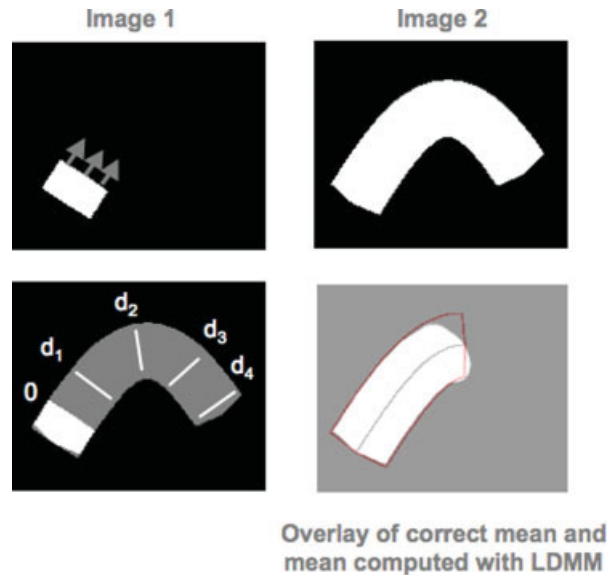 Image 1
Image 2
d₂
d₁
d₃
d₄
0
Overlay of correct mean and
mean computed with LDMM